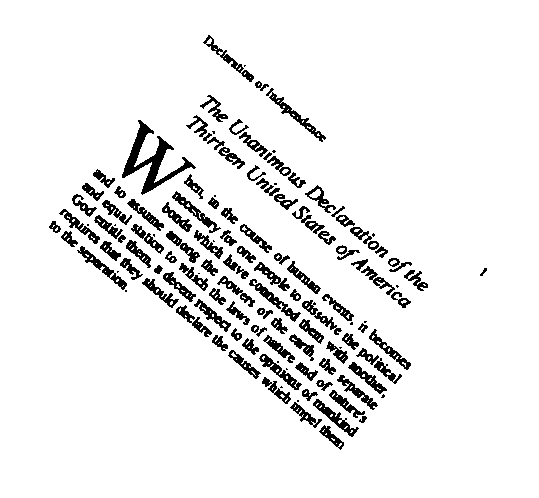 Declaration of Independence
The Unanimous Declaration of the
Thirteen United States of America
When, in the course of human events, it becomes
necessary for one people to dissolve the political
bonds which have connected them with another,
and to assume among the powers of the earth, the separate
and equal station to which the laws of nature and of nature's
God entitle them, a decent respect to the opinions of mankind
requires that they should declare the causes which impel them
to the separation.